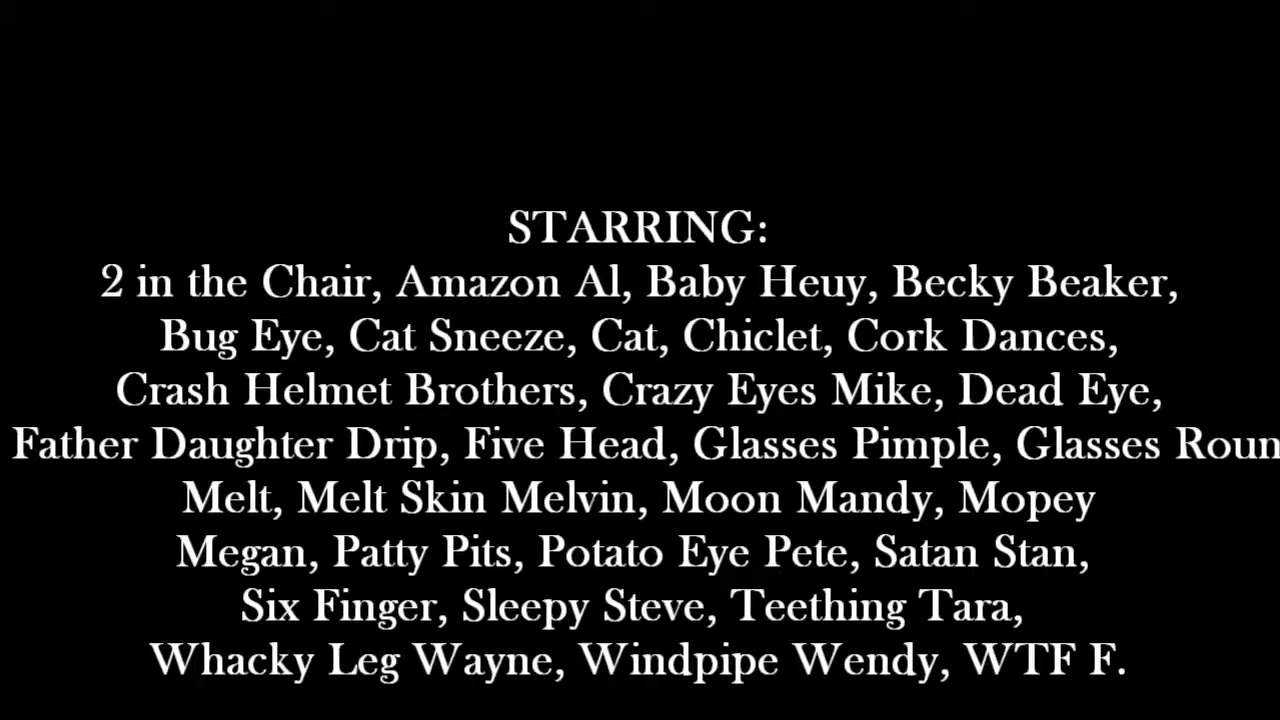 STARRING:
2 in the Chair, Amazon Al, Baby Heuy, Becky Beaker,
Bug Eye, Cat Sneeze, Cat, Chiclet, Cork Dances,
Crash Helmet Brothers, Crazy Eyes Mike, Dead Eye,
Father Daughter Drip, Five Head, Glasses Pimple, Glasses Roun
Melt, Melt Skin Melvin, Moon Mandy, Mopey
Megan, Patty Pits, Potato Eye Pete, Satan Stan,
Six Finger, Sleepy Steve, Teething Tara,
Whacky Leg Wayne, Windpipe Wendy, WTF F.